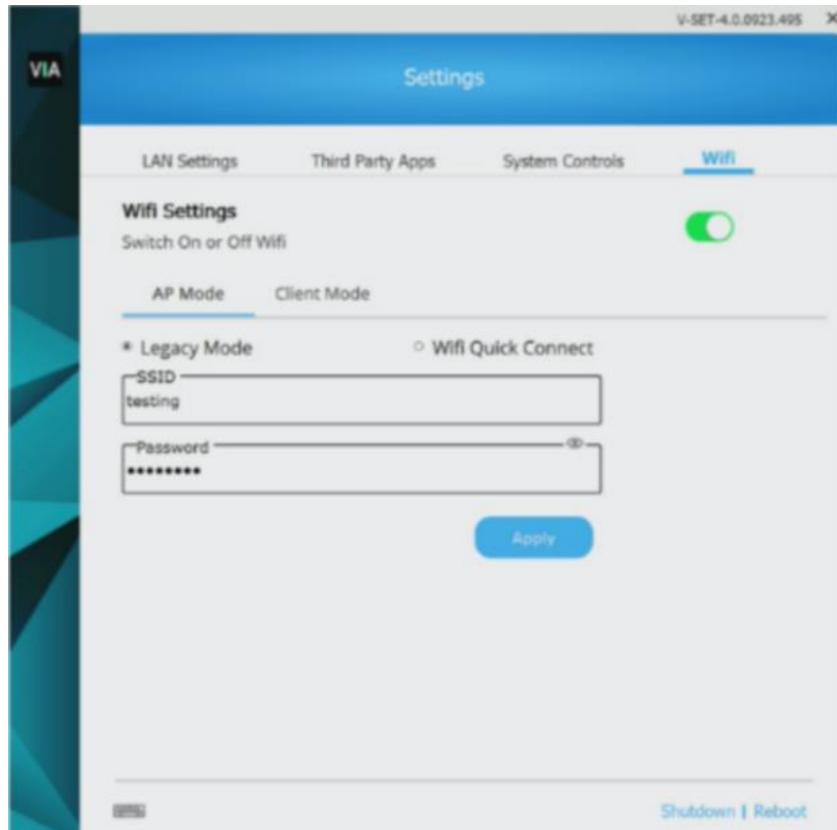 V-SET-4.0.0923.495 X
VIA
Settings
LAN Settings Third Party Apps System Controls Wifi
Wifi Settings
Switch On or Off Wifi
AP Mode Client Mode
Legacy Mode Wifi Quick Connect
SSID
testing
Password
••••••••
Apply
Shutdown | Reboot